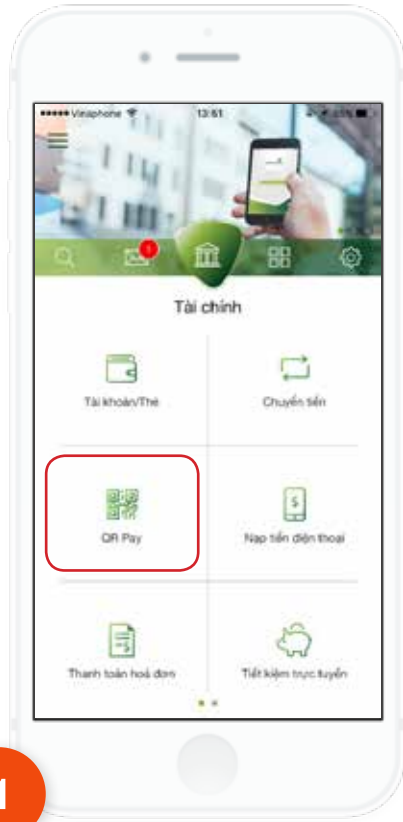 Vinaphone 13:51
1
Tài chính
Tài khoản/Thẻ
Chuyển tiền
QR Pay
Nạp tiền điện thoại
Thanh toán hoá đơn
Tiết kiệm trực tuyến
1